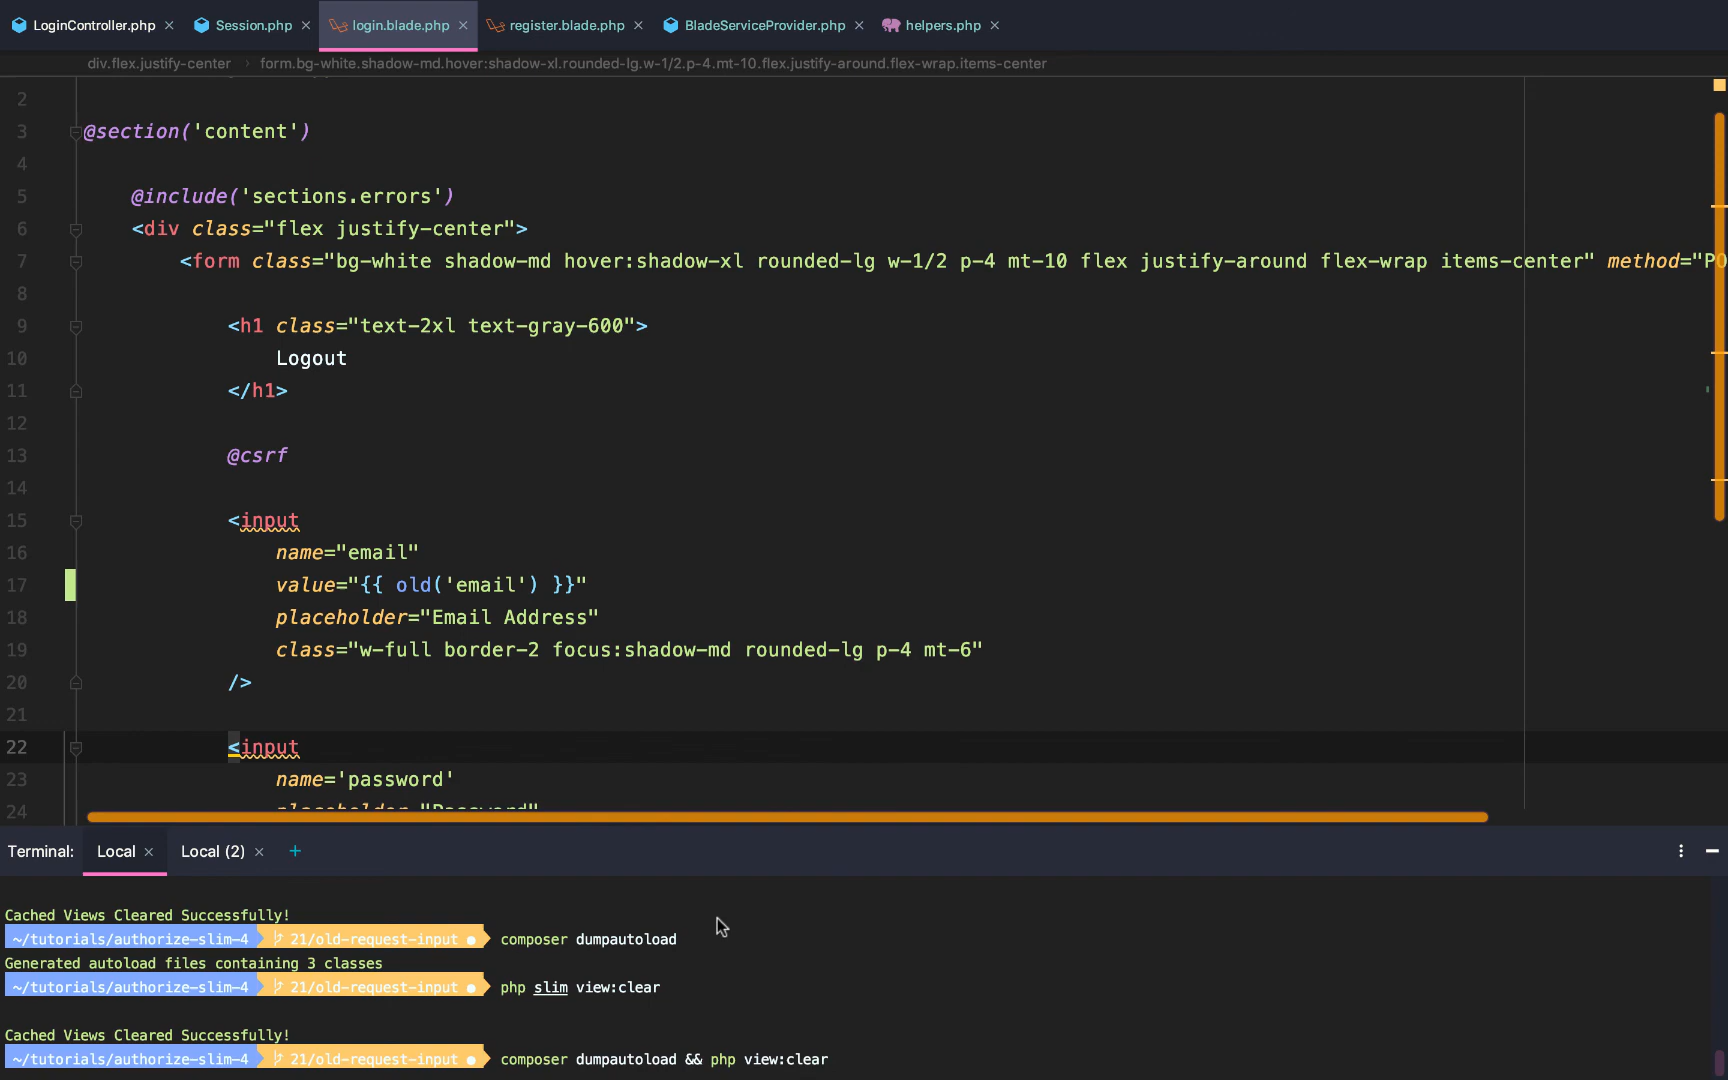 LoginController.php × Session.php × login.blade.php × register.blade.php × BladeServiceProvider.php × helpers.php ×
div.flex.justify-center › form.bg-white.shadow-md.hover:shadow-xl.rounded-lg.w-1/2.p-4.mt-10.flex.justify-around.flex-wrap.items-center
2
3 @section('content')
4
5 @include('sections.errors')
6 <div class="flex justify-center">
7 <form class="bg-white shadow-md hover:shadow-xl rounded-lg w-1/2 p-4 mt-10 flex justify-around flex-wrap items-center" method="PO
8
9 <h1 class="text-2xl text-gray-600">
10 Logout
11 </h1>
12
13 @csrf
14
15 <input
16 name="email"
17 value="{{ old('email') }}"
18 placeholder="Email Address"
19 class="w-full border-2 focus:shadow-md rounded-lg p-4 mt-6"
20 />
21
22 <input
23 name='password'
24 placeholder="Password"
Terminal: Local × Local (2) × +
Cached Views Cleared Successfully!
~/tutorials/authorize-slim-4 21/old-request-input ● composer dumpautoload
Generated autoload files containing 3 classes
~/tutorials/authorize-slim-4 21/old-request-input ● php slim view:clear
Cached Views Cleared Successfully!
~/tutorials/authorize-slim-4 21/old-request-input ● composer dumpautoload && php view:clear